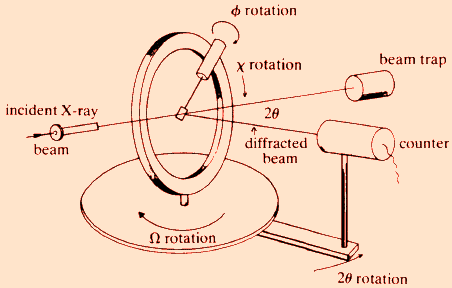 ϕ rotation
χ rotation
beam trap
incident X-ray
beam
2θ
diffracted
beam
counter
Ω rotation
2θ rotation